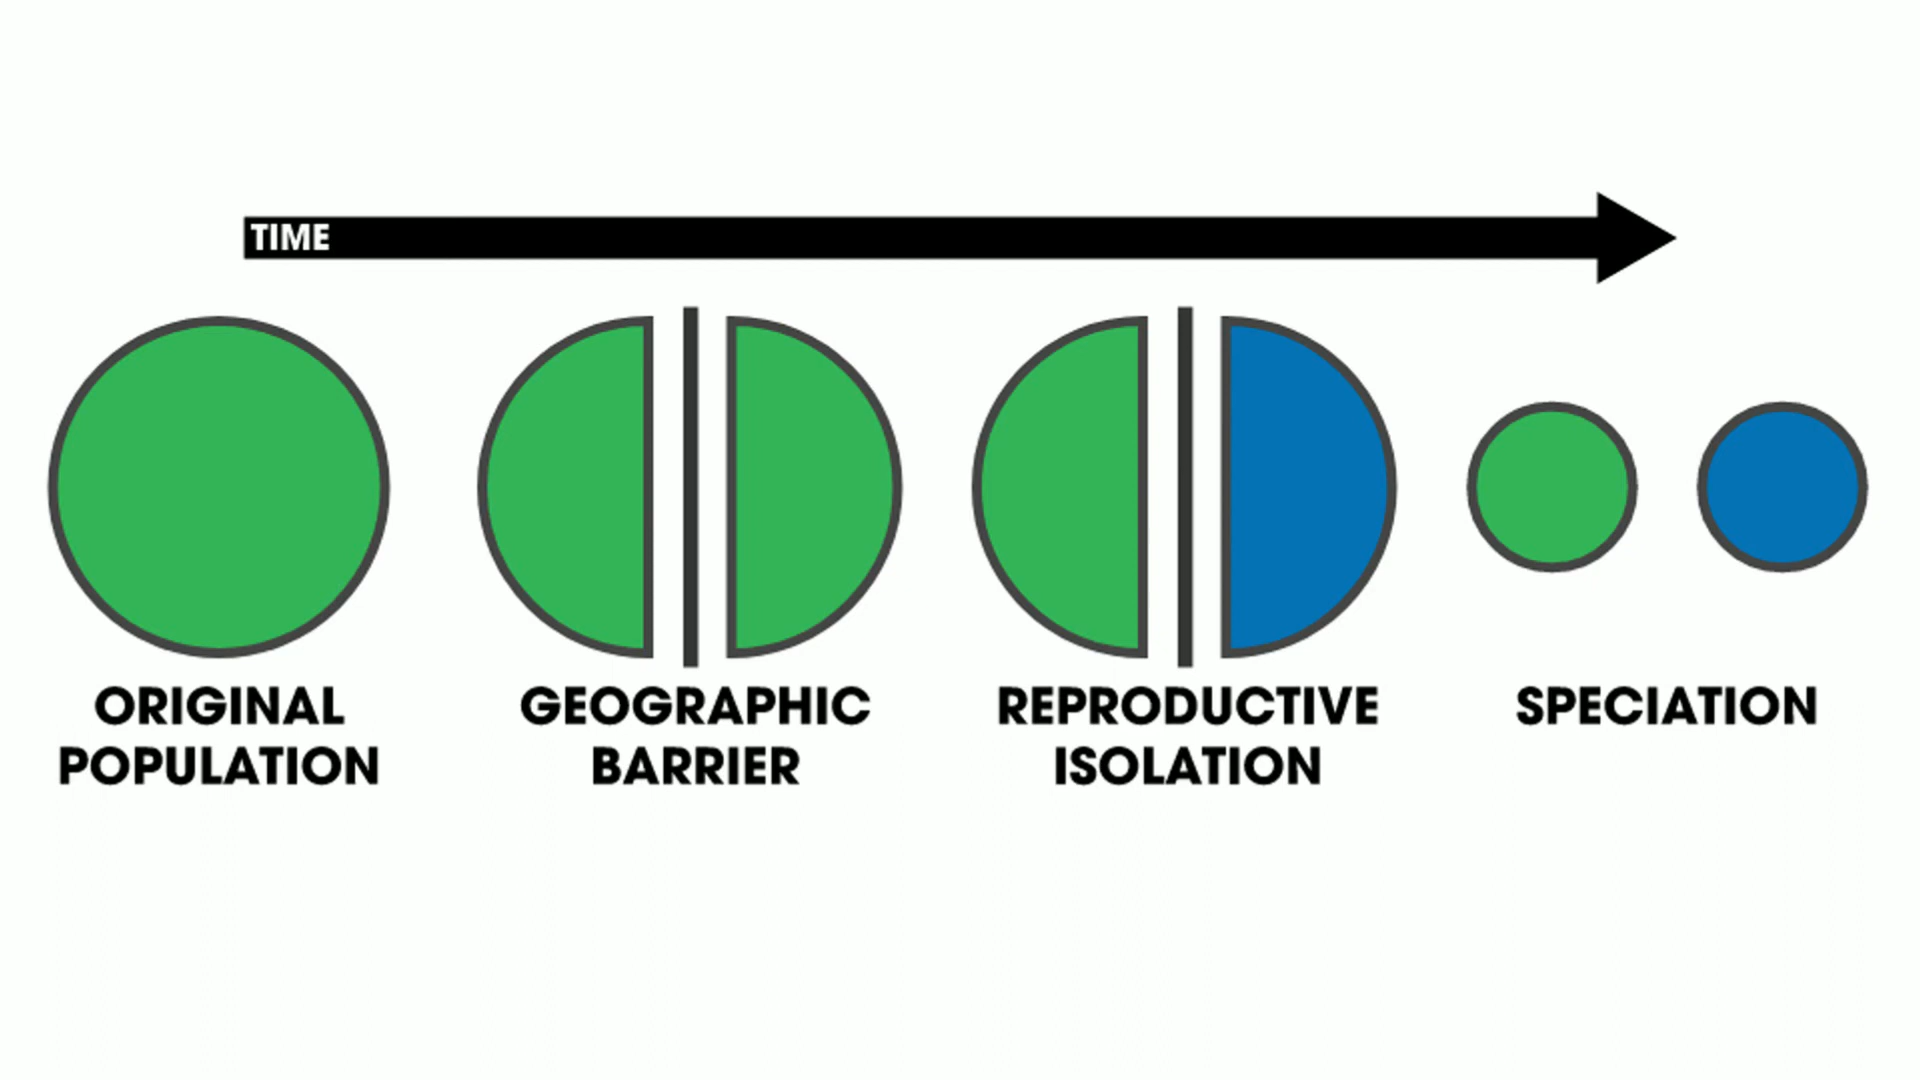 TIME
ORIGINAL
POPULATION
GEOGRAPHIC
BARRIER
REPRODUCTIVE
ISOLATION
SPECIATION